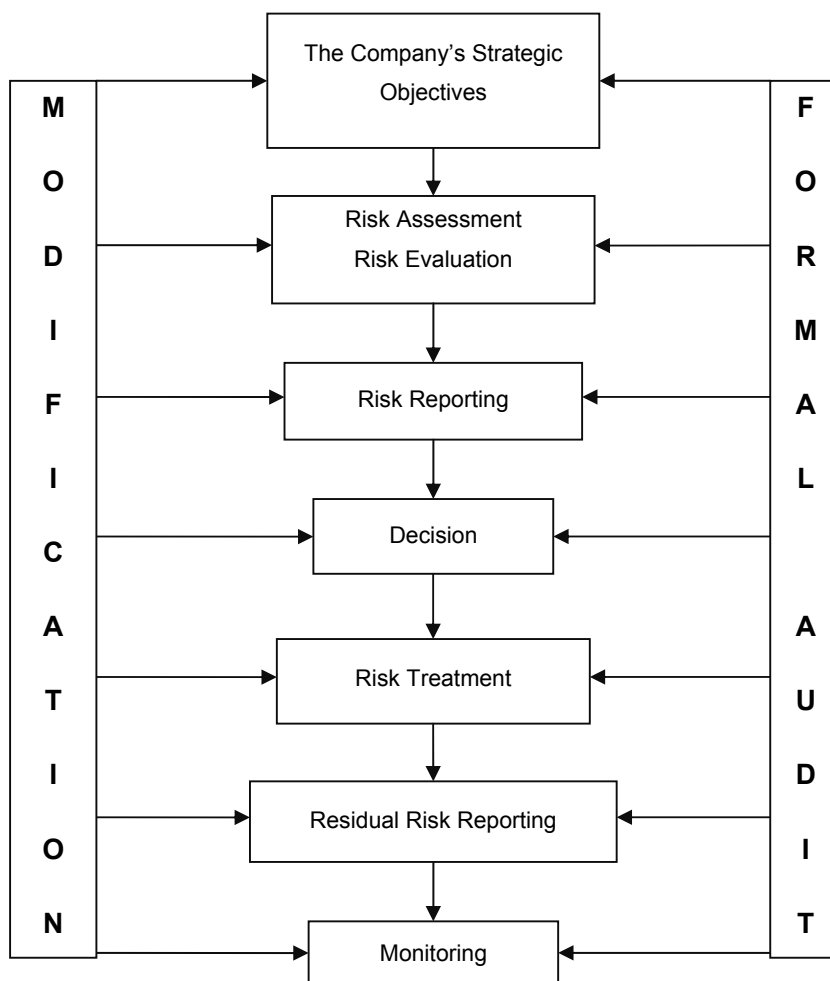 The Company’s Strategic
Objectives
Risk Assessment
Risk Evaluation
Risk Reporting
Decision
Risk Treatment
Residual Risk Reporting
Monitoring
M
O
D
I
F
I
C
A
T
I
O
N
F
O
R
M
A
L
A
U
D
I
T